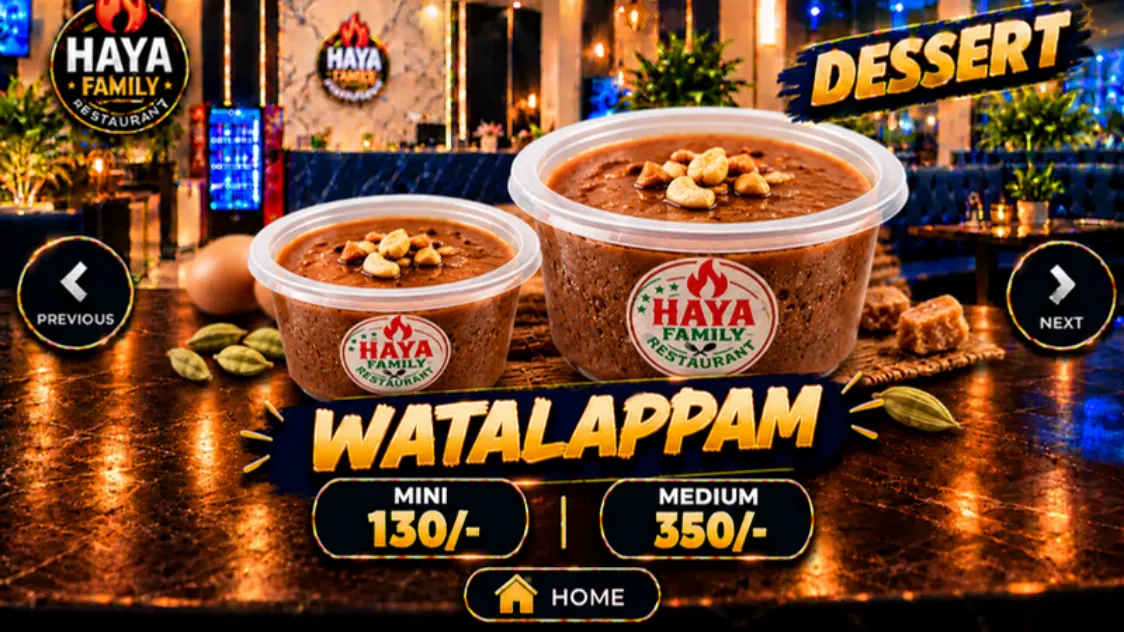 HAYA
FAMILY
RESTAURANT
HAYA
FAMILY
DESSERT
PREVIOUS
NEXT
HAYA
FAMILY
RESTAURANT
HAYA
FAMILY
RESTAURANT
WATALAPPAM
MINI
130/-
MEDIUM
350/-
HOME